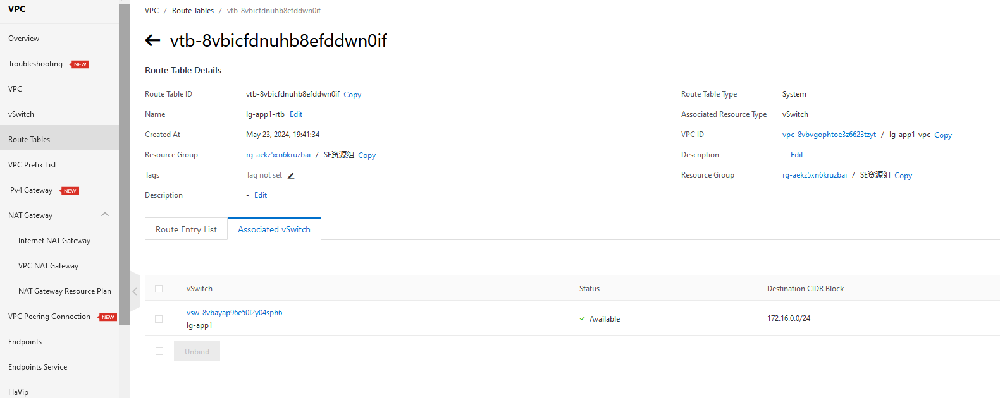 VPC
Overview
Troubleshooting NEW
VPC
vSwitch
Route Tables
VPC Prefix List
IPv4 Gateway NEW
NAT Gateway
Internet NAT Gateway
VPC NAT Gateway
NAT Gateway Resource Plan
VPC Peering Connection NEW
Endpoints
Endpoints Service
HaVip
VPC / Route Tables / vtb-8vbicfdnuhb8efddwn0if
vtb-8vbicfdnuhb8efddwn0if
Route Table Details
Route Table ID vtb-8vbicfdnuhb8efddwn0if Copy
Route Table Type System
Name lg-app1-rtb Edit
Associated Resource Type vSwitch
Created At May 23, 2024, 19:41:34
VPC ID vpc-8vbvgophtoe3z6623tzyt / lg-app1-vpc Copy
Resource Group rg-aekz5xn6kruzbai / SE资源组 Copy
Description - Edit
Tags Tag not set
Resource Group rg-aekz5xn6kruzbai / SE资源组 Copy
Description - Edit
Route Entry List Associated vSwitch
vSwitch Status Destination CIDR Block
vsw-8vbayap96e50l2y04sph6
lg-app1
Available
172.16.0.0/24
Unbind